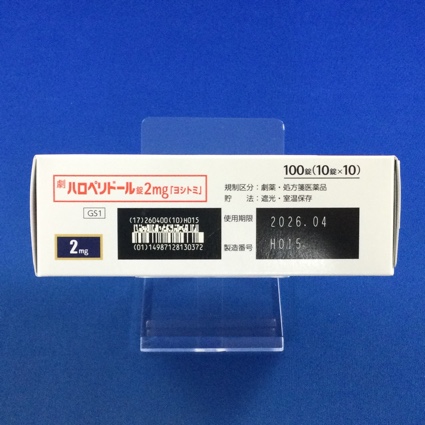 100錠(10錠×10)
劇 ハロペリドール錠2mg「ヨシトミ」
規制区分:劇薬・処方箋医薬品
貯 法:遮光・室温保存
GS1
(17)260400(10)H015
(01)14987128130372
使用期限 2026.04
製造番号 H015
2mg